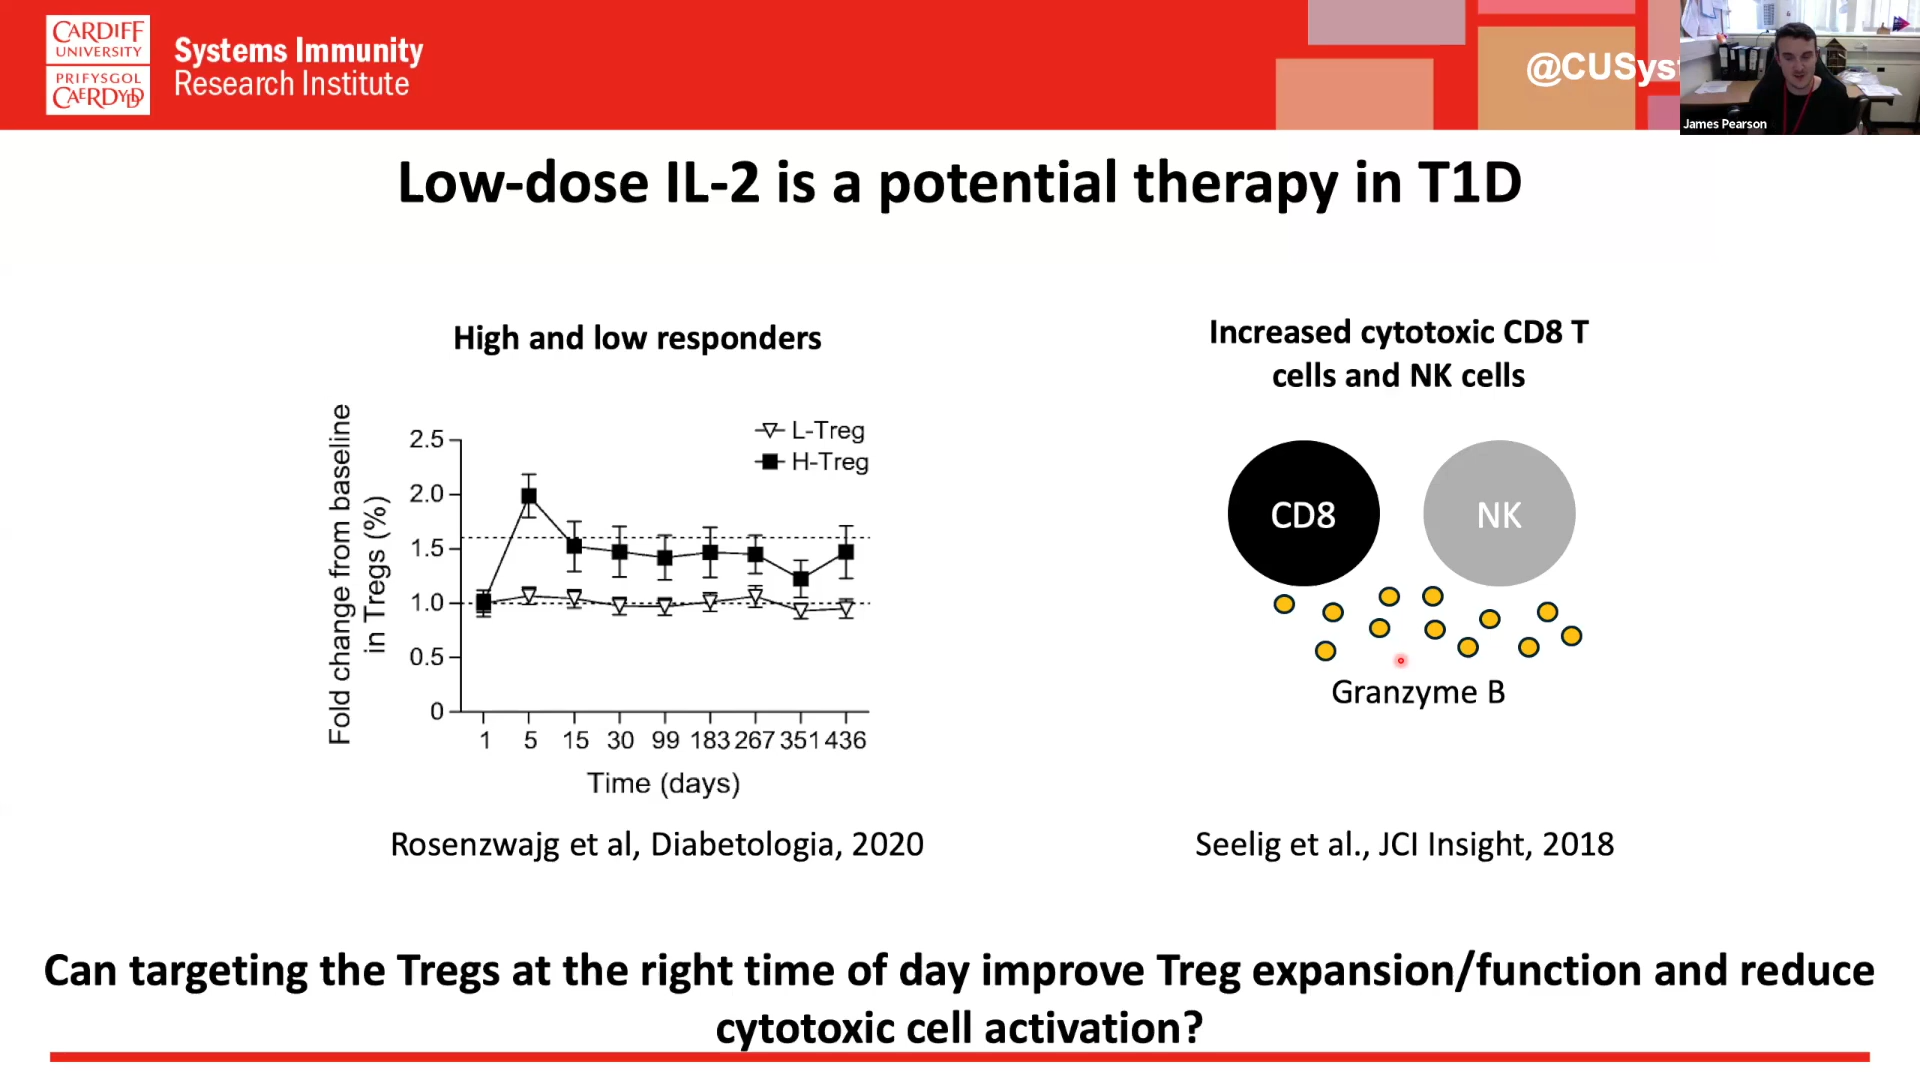 CARDIFF
UNIVERSITY
PRIFYSGOL
CAERDYDD
Systems Immunity
Research Institute
James Pearson
Low-dose IL-2 is a potential therapy in T1D
High and low responders
Fold change from baseline
in Tregs (%)
2.5
2.0
1.5
1.0
0.5
0
L-Treg
H-Treg
1 5 15 30 99 183 267 351 436
Time (days)
Rosenzwajg et al, Diabetologia, 2020
Increased cytotoxic CD8 T
cells and NK cells
CD8
NK
Granzyme B
Seelig et al., JCI Insight, 2018
Can targeting the Tregs at the right time of day improve Treg expansion/function and reduce
cytotoxic cell activation?